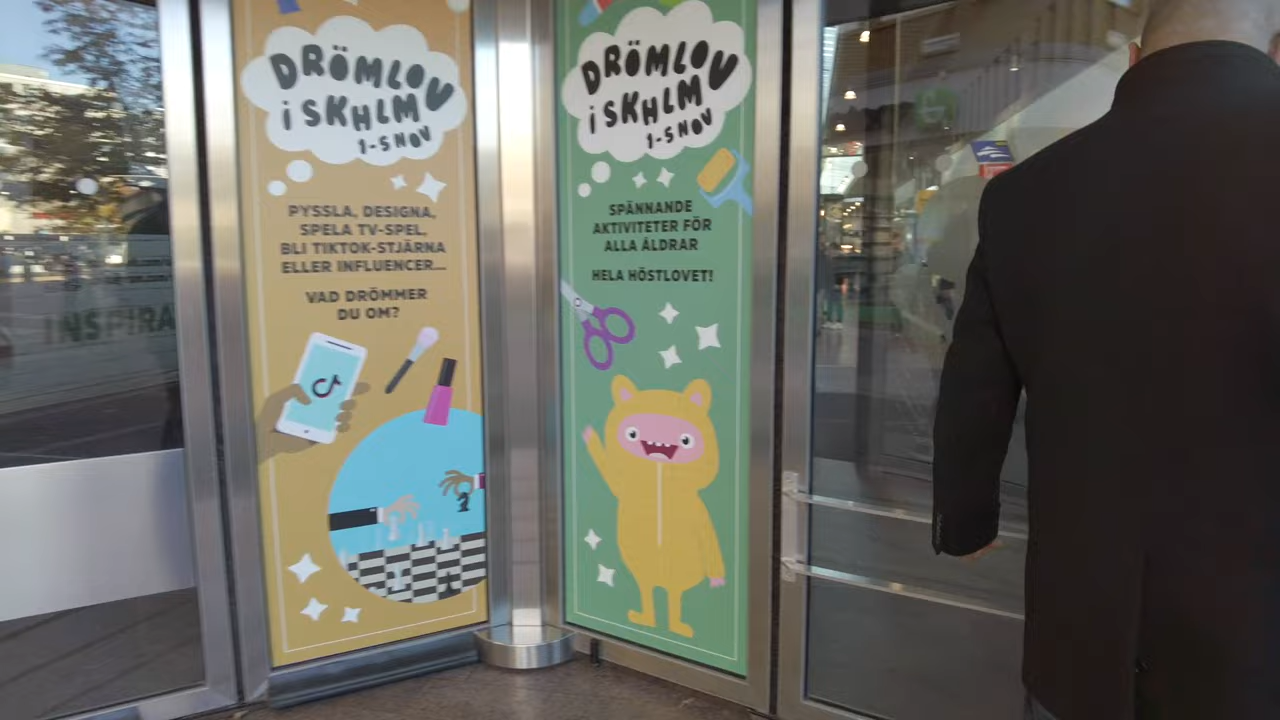 DRÖMLOV
i SKHLM
1-5 NOV
PYSSLA, DESIGNA,
SPELA TV-SPEL,
BLI TIKTOK-STJÄRNA
ELLER INFLUENCER...
VAD DRÖMMER
DU OM?
DRÖMLOV
i SKHLM
1-5 NOV
SPÄNNANDE
AKTIVITETER FÖR
ALLA ÅLDRAR
HELA HÖSTLOVET!